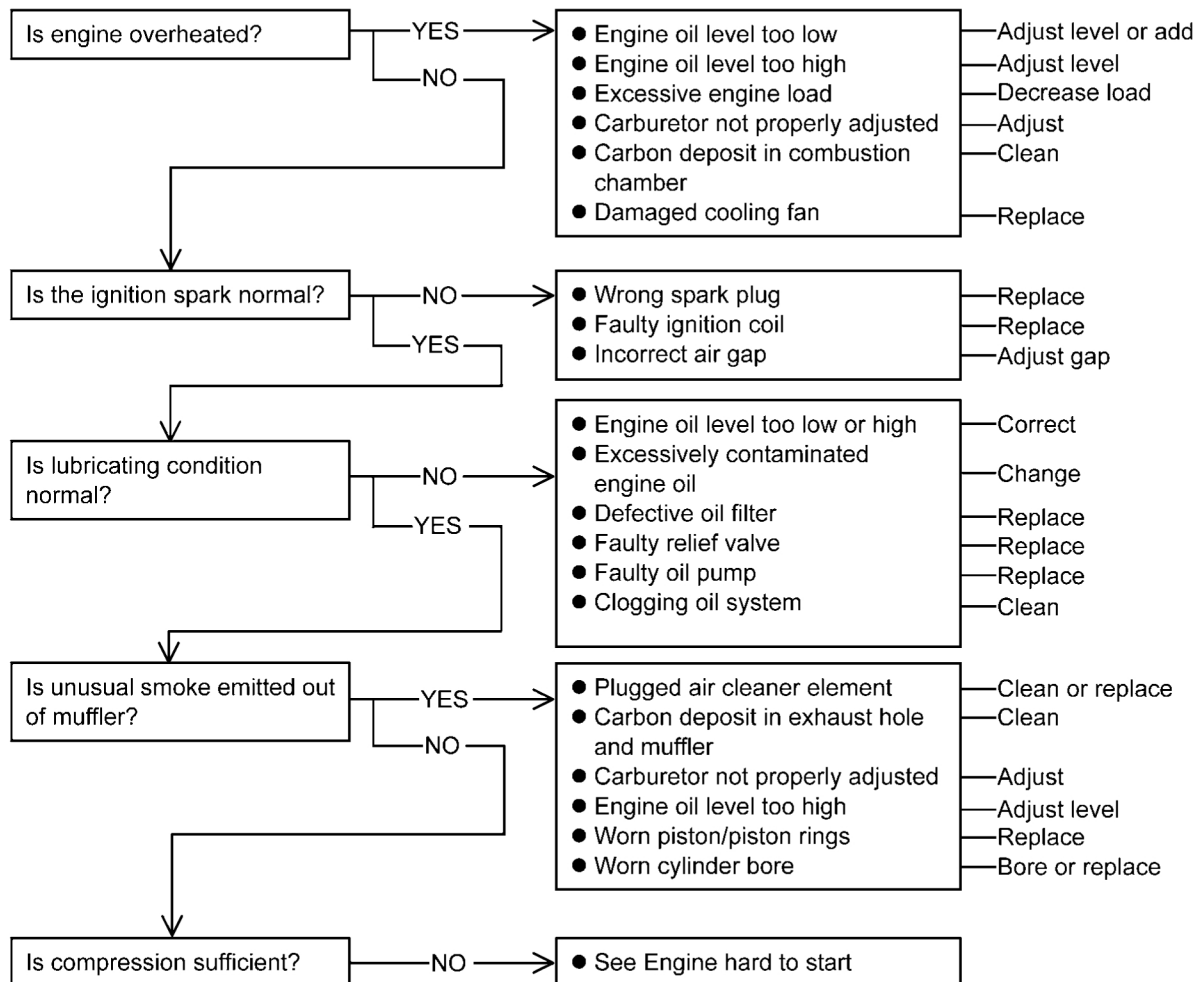 Is engine overheated?
YES
NO
● Engine oil level too low
● Engine oil level too high
● Excessive engine load
● Carburetor not properly adjusted
● Carbon deposit in combustion
chamber
● Damaged cooling fan
Adjust level or add
Adjust level
Decrease load
Adjust
Clean
Replace
Is the ignition spark normal?
NO
YES
● Wrong spark plug
● Faulty ignition coil
● Incorrect air gap
Replace
Replace
Adjust gap
Is lubricating condition
normal?
NO
YES
● Engine oil level too low or high
● Excessively contaminated
engine oil
● Defective oil filter
● Faulty relief valve
● Faulty oil pump
● Clogging oil system
Correct
Change
Replace
Replace
Replace
Clean
Is unusual smoke emitted out
of muffler?
YES
NO
● Plugged air cleaner element
● Carbon deposit in exhaust hole
and muffler
● Carburetor not properly adjusted
● Engine oil level too high
● Worn piston/piston rings
● Worn cylinder bore
Clean or replace
Clean
Adjust
Adjust level
Replace
Bore or replace
Is compression sufficient?
NO
● See Engine hard to start